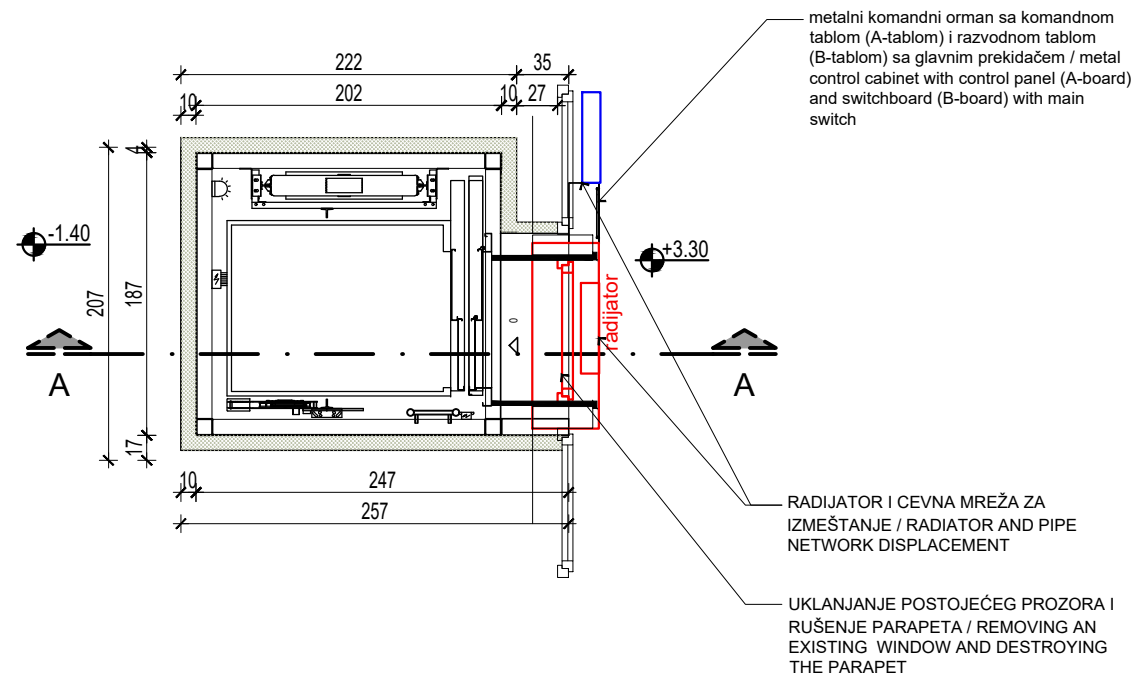 metalni komandni orman sa komandnom
tablom (A-tablom) i razvodnom tablom
(B-tablom) sa glavnim prekidačem / metal
control cabinet with control panel (A-board)
and switchboard (B-board) with main
switch
222
35
10
202
10
27
4
-1.40
+3.30
207
187
radijator
A
A
17
10
247
257
RADIJATOR I CEVNA MREŽA ZA
IZMEŠTANJE / RADIATOR AND PIPE
NETWORK DISPLACEMENT
UKLANJANJE POSTOJEĆEG PROZORA I
RUŠENJE PARAPETA / REMOVING AN
EXISTING WINDOW AND DESTROYING
THE PARAPET